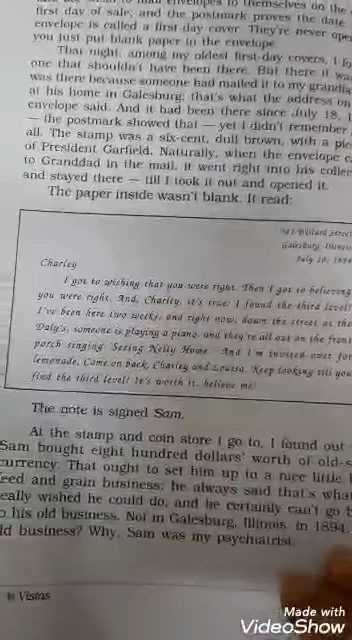 to mail envelopes to themselves on the
first day of sale; and the postmark proves the date
envelope is called a first-day cover. They're never ope
you just put blank paper in the envelope.
That night, among my oldest first-day covers, I fo
one that shouldn't have been there. But there it wa
was there because someone had mailed it to my grandfa
at his home in Galesburg; that's what the address on
envelope said. And it had been there since July 18, 1
— the postmark showed that — yet I didn't remember
all. The stamp was a six-cent, dull brown, with a pic
of President Garfield. Naturally, when the envelope c
to Granddad in the mail, it went right into his collec
and stayed there — till I took it out and opened it.
The paper inside wasn't blank. It read:
Willard Street
Galesburg, Illinois
July 18, 1894
Charley
I got to wishing that you were right. Then I got to believing
you were right. And, Charley, it's true; I found the third level!
I've been here two weeks, and right now, down the street at the
Daly's, someone is playing a piano, and they're all out on the front
porch singing 'Seeing Nelly Home.' And I'm invited over for
lemonade. Come on back, Charley and Louisa. Keep looking till you
find the third level! It's worth it, believe me!
The note is signed Sam.
At the stamp and coin store I go to, I found out
Sam bought eight hundred dollars' worth of old-s
currency. That ought to set him up in a nice little h
feed and grain business; he always said that's what
eally wished he could do, and he certainly can't go b
o his old business. Not in Galesburg, Illinois, in 1894.
ld business? Why, Sam was my psychiatrist.
Vistas
Made with
VideoShow